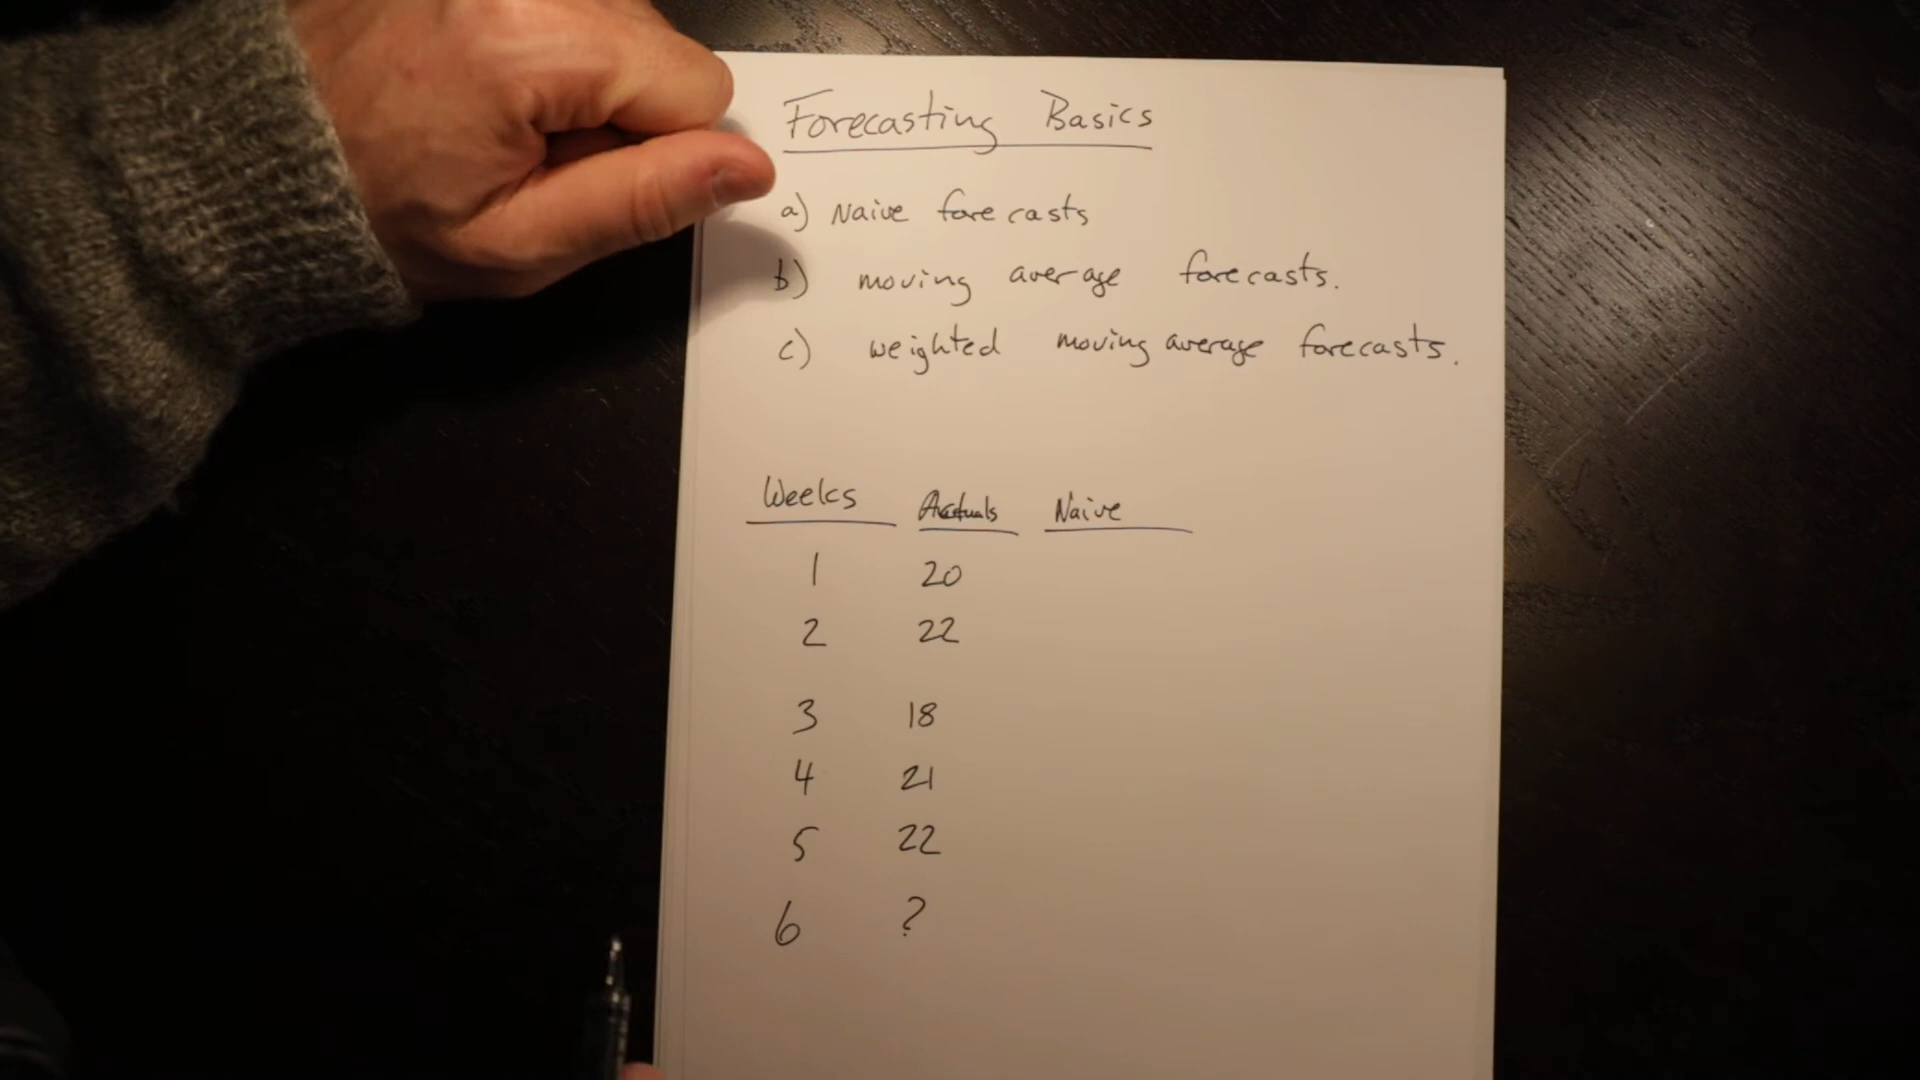 Forecasting Basics
a) Naive forecasts
b) moving average forecasts.
c) weighted moving average forecasts.
Weeks Actuals Naive
1 20
2 22
3 18
4 21
5 22
6 ?